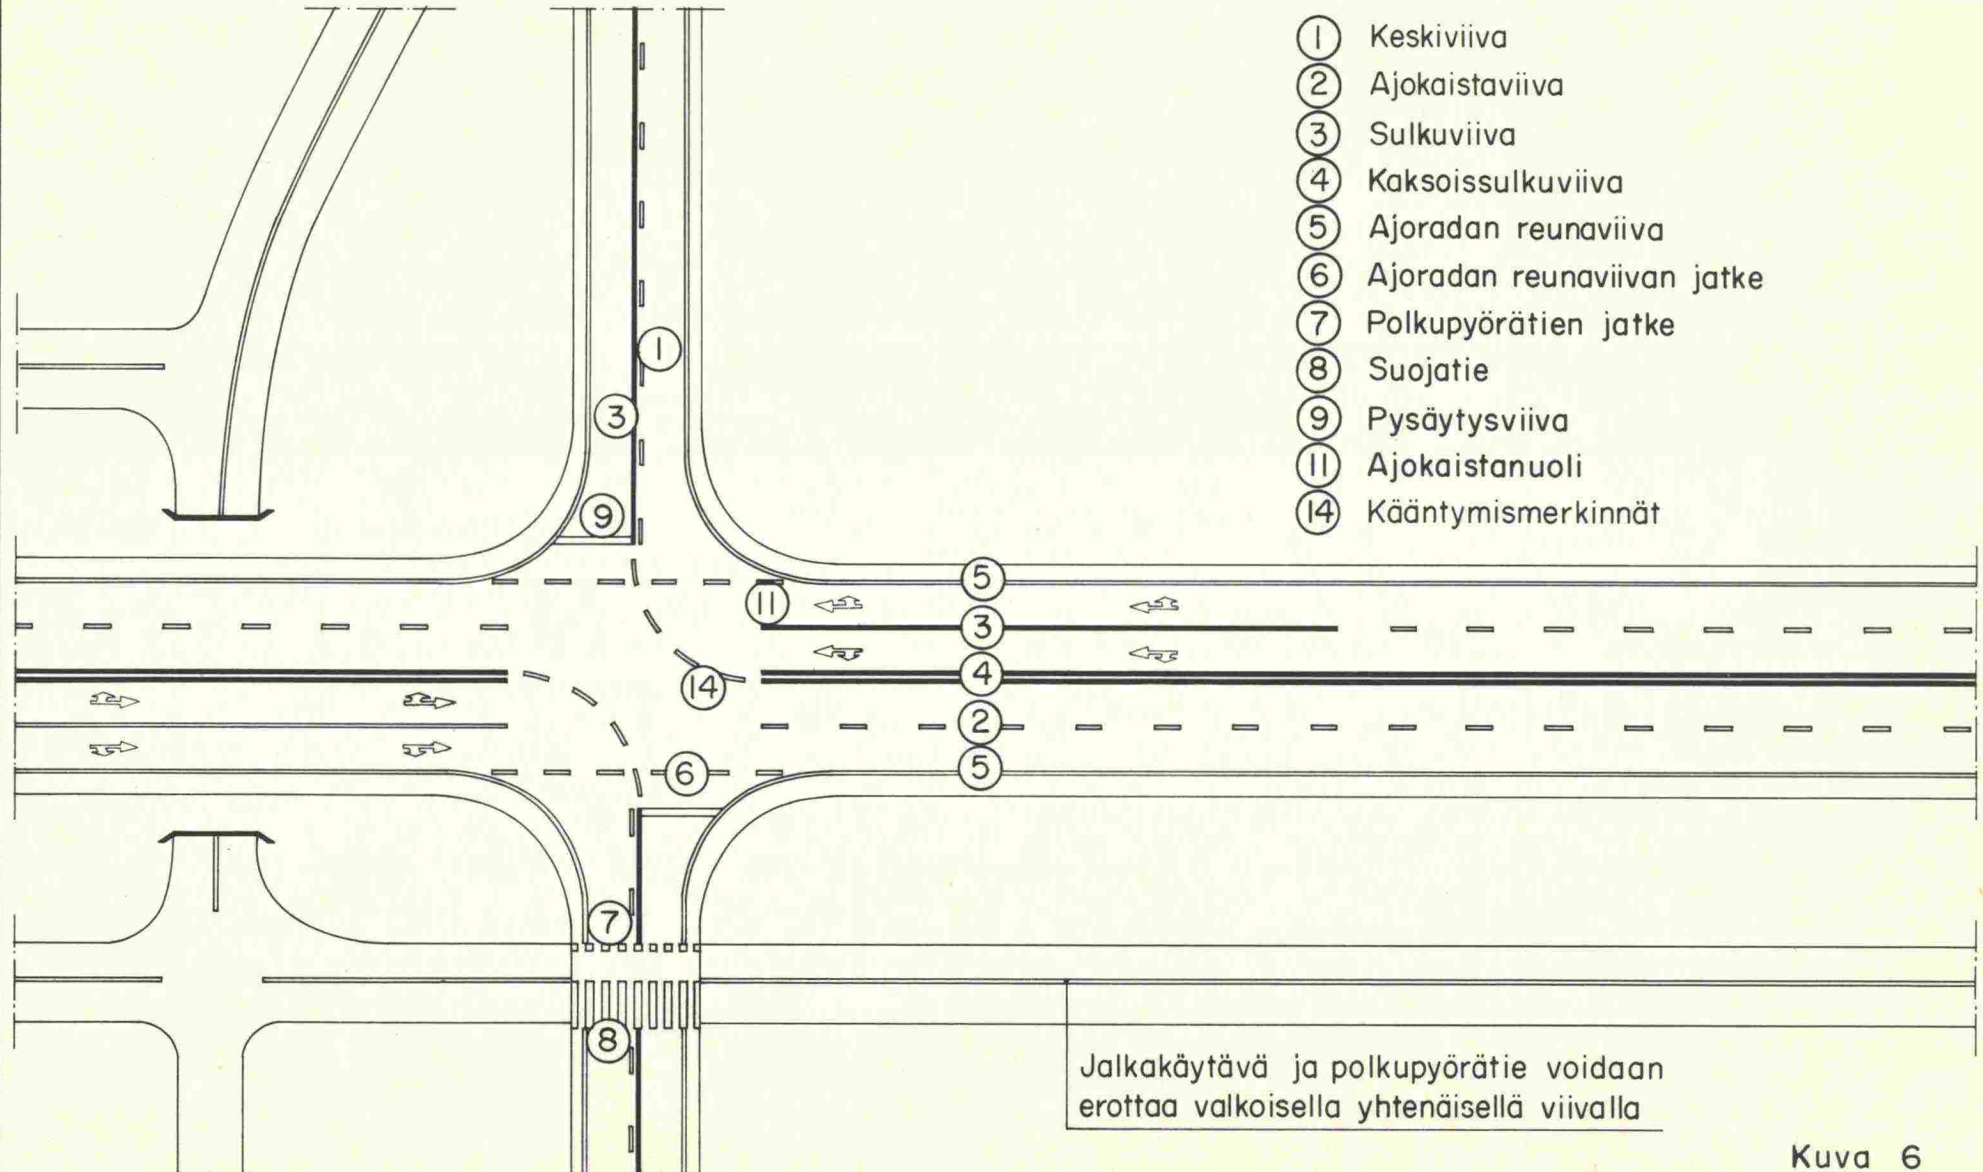 1 Keskiviiva
2 Ajokaistaviiva
3 Sulkuviiva
4 Kaksoissulkuviiva
5 Ajoradan reunaviiva
6 Ajoradan reunaviivan jatke
7 Polkupyörätien jatke
8 Suojatie
9 Pysäytysviiva
11 Ajokaistanuoli
14 Kääntymismerkinnät
1
3
9
5
11
3
4
14
2
6
5
7
8
Jalkakäytävä ja polkupyörätie voidaan
erottaa valkoisella yhtenäisellä viivalla
Kuva 6